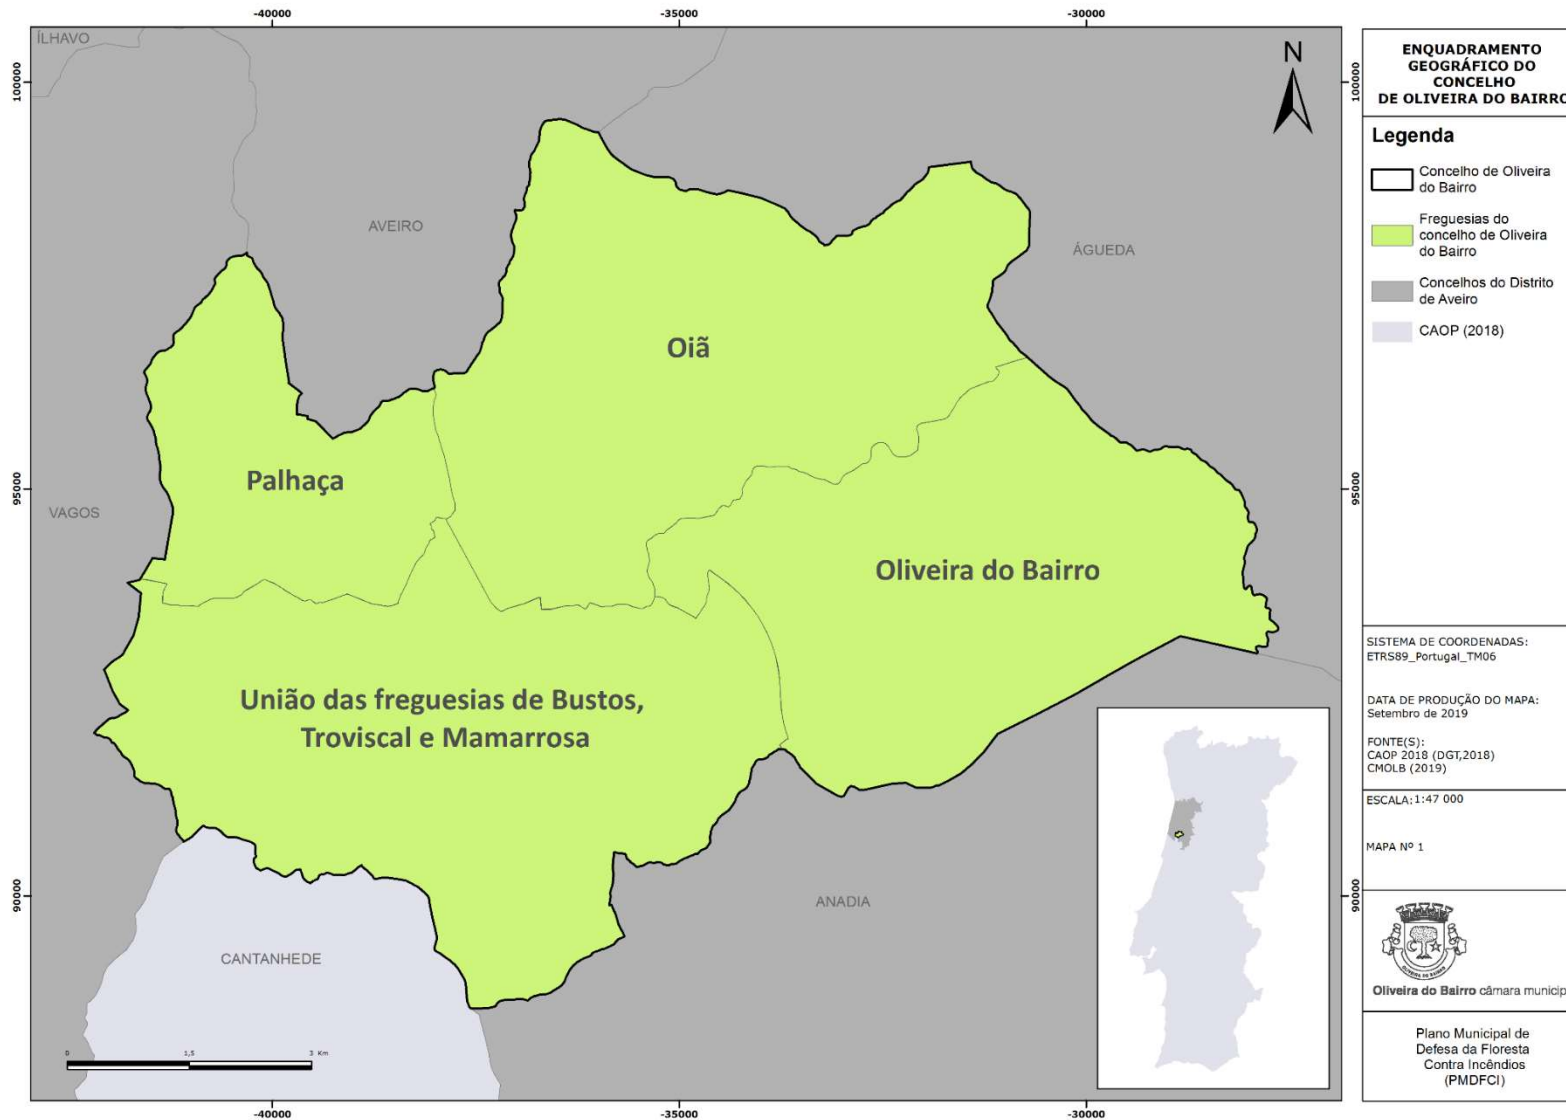 -40000
-35000
-30000
ÍLHAVO
100000
100000
N
AVEIRO
ÁGUEDA
Oiã
Palhaça
95000
95000
VAGOS
Oliveira do Bairro
União das freguesias de Bustos,
Troviscal e Mamarrosa
90000
90000
ANADIA
CANTANHEDE
0 1,5 3 Km
-40000
-35000
-30000
ENQUADRAMENTO
GEOGRÁFICO DO
CONCELHO
DE OLIVEIRA DO BAIRRO
Legenda
Concelho de Oliveira
do Bairro
Freguesias do
concelho de Oliveira
do Bairro
Concelhos do Distrito
de Aveiro
CAOP (2018)
SISTEMA DE COORDENADAS:
ETRS89_Portugal_TM06
DATA DE PRODUÇÃO DO MAPA:
Setembro de 2019
FONTE(S):
CAOP 2018 (DGT,2018)
CMOLB (2019)
ESCALA:1:47 000
MAPA Nº 1
OLIVEIRA DO BAIRRO
Oliveira do Bairro câmara municip
Plano Municipal de
Defesa da Floresta
Contra Incêndios
(PMDFCI)